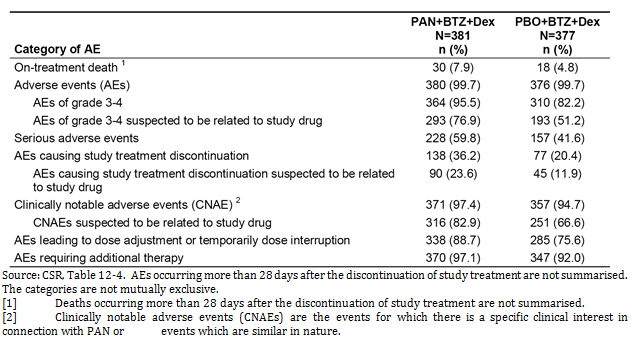 PAN+BTZ+Dex PBO+BTZ+Dex
N=381 N=377
Category of AE n (%) n (%)
On-treatment death 1 30 (7.9) 18 (4.8)
Adverse events (AEs) 380 (99.7) 376 (99.7)
AEs of grade 3-4 364 (95.5) 310 (82.2)
AEs of grade 3-4 suspected to be related to study drug 293 (76.9) 193 (51.2)
Serious adverse events 228 (59.8) 157 (41.6)
AEs causing study treatment discontinuation 138 (36.2) 77 (20.4)
AEs causing study treatment discontinuation suspected to be related 90 (23.6) 45 (11.9)
to study drug
Clinically notable adverse events (CNAE) 2 371 (97.4) 357 (94.7)
CNAEs suspected to be related to study drug 316 (82.9) 251 (66.6)
AEs leading to dose adjustment or temporarily dose interruption 338 (88.7) 285 (75.6)
AEs requiring additional therapy 370 (97.1) 347 (92.0)
Source: CSR, Table 12-4. AEs occurring more than 28 days after the discontinuation of study treatment are not summarised.
The categories are not mutually exclusive.
[1] Deaths occurring more than 28 days after the discontinuation of study treatment are not summarised.
[2] Clinically notable adverse events (CNAEs) are the events for which there is a specific clinical interest in
connection with PAN or events which are similar in nature.